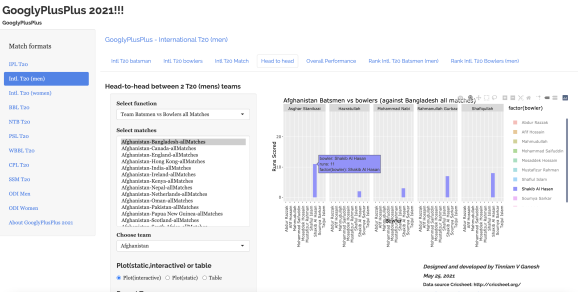 GooglyPlusPlus 2021!!!
GooglyPlusPlus
Match formats
IPL T20
Intl. T20 (men)
Intl. T20 (women)
BBL T20
NTB T20
PSL T20
WBBL T20
CPL T20
SSM T20
ODI Men
ODI Women
About GooglyPlusPlus 2021
GooglyPlusPlus - International T20 (men)
Intl T20 batsman
Intl T20 bowlers
Intl T20 Match
Head to head
Overall Performance
Rank Intl T20 Batsmen (men)
Rank Intl T20 Bowlers (men)
Head-to-head between 2 T20 (mens) teams
Select function
Team Batsmen vs Bowlers all Matches
Select matches
Afghanistan-Bangladesh-allMatches
Afghanistan-Canada-allMatches
Afghanistan-England-allMatches
Afghanistan-Hong Kong-allMatches
Afghanistan-India-allMatches
Afghanistan-Ireland-allMatches
Afghanistan-Kenya-allMatches
Afghanistan-Nepal-allMatches
Afghanistan-Netherlands-allMatches
Afghanistan-Oman-allMatches
Afghanistan-Pakistan-allMatches
Afghanistan-Papua New Guinea-allMatches
Afghanistan-Scotland-allMatches
Choose team
Afghanistan
Plot(static,interactive) or table
Plot(interactive)
Plot(static)
Table
Afghanistan Batsmen vs bowlers (against Bangladesh all matches)
Asghar Stanikzai
Hazratullah
Mohammad Nabi
Rahmanullah Gurbaz
Shafiqullah
Runs Scored
20
10
0
bowler: Shakib Al Hasan
runs: 11
factor(bowler): Shakib Al Hasan
factor(bowler)
Abdur Razzak
Afif Hossain
Mahmudullah
Mohammad Saifuddin
Mosaddek Hossain
Mustafizur Rahman
Shafiul Islam
Shakib Al Hasan
Soumya Sarkar
Designed and developed by Tinniam V Ganesh
May 25, 2021
Data source Cricsheet: http://cricsheet.org/